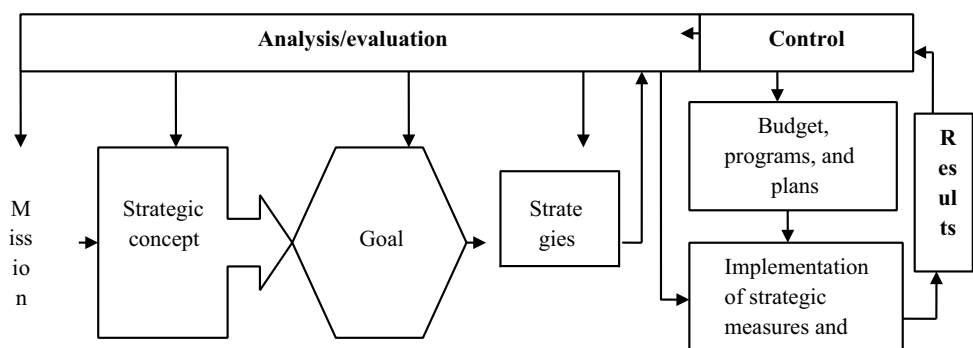 Analysis/evaluation
Control
Budget,
programs, and
plans
R
es
ul
ts
M
iss
io
n
Strategic
concept
Goal
Strate
gies
Implementation
of strategic
measures and